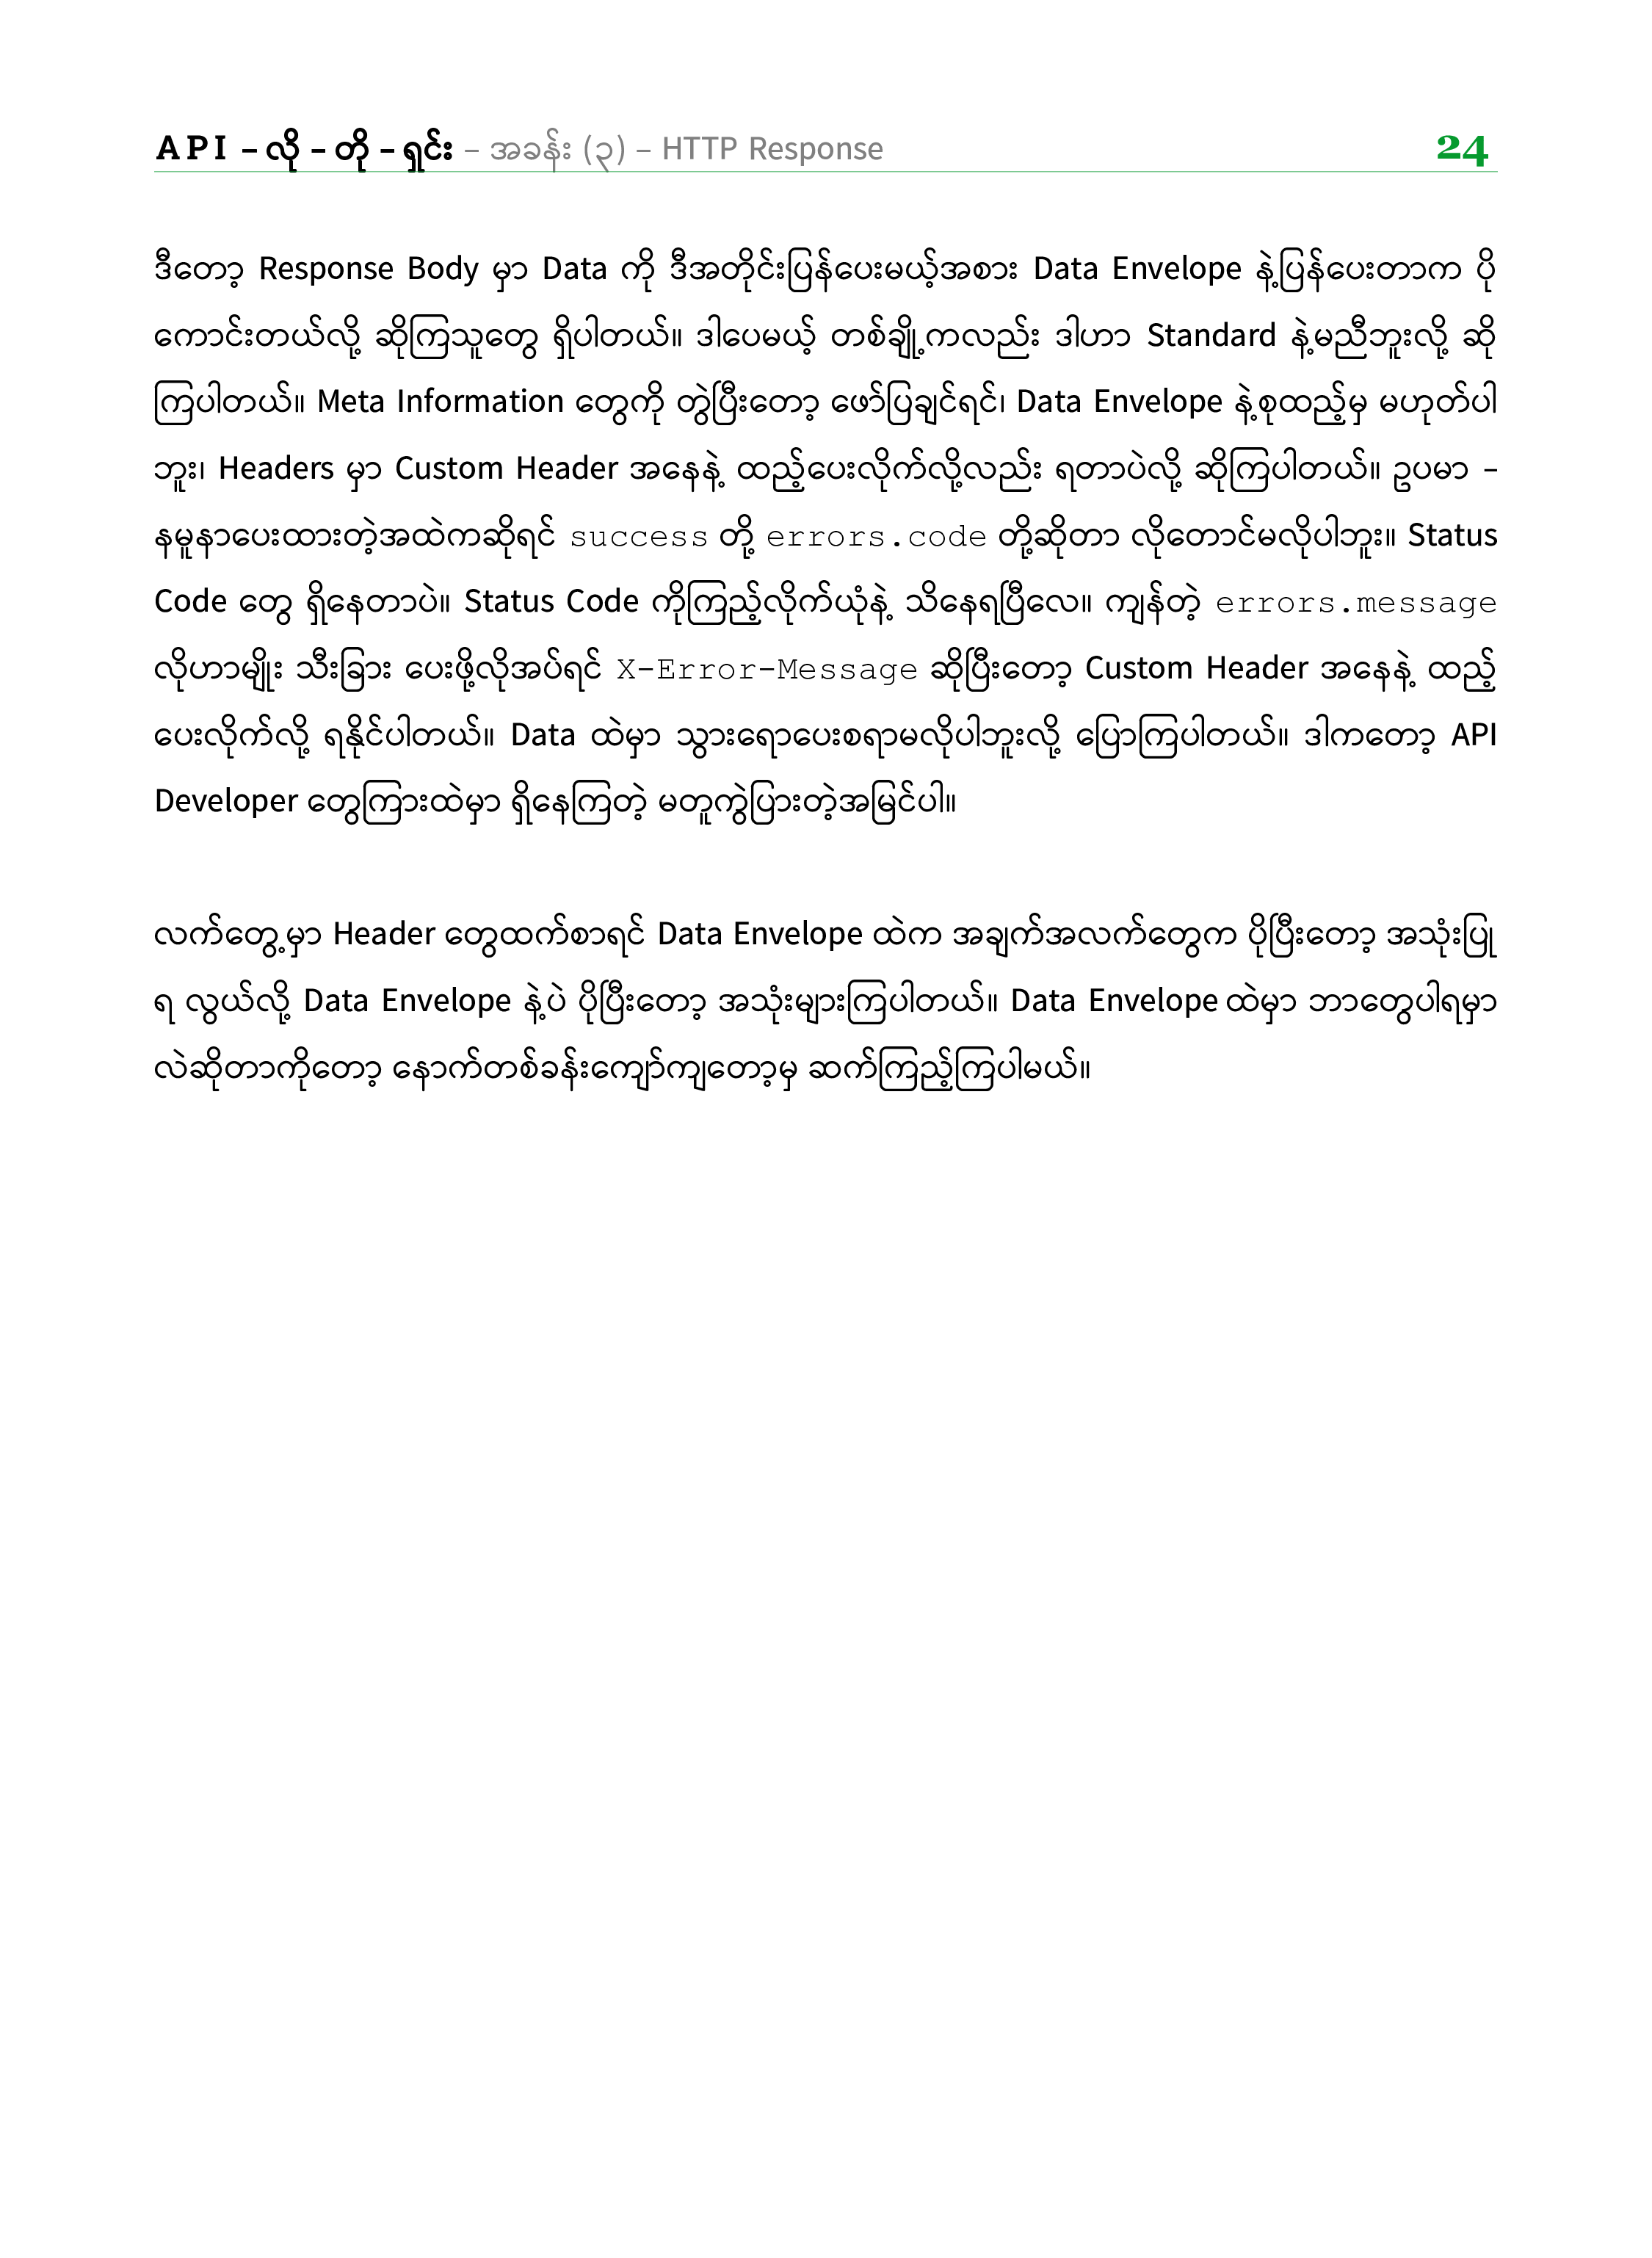 API – လို – တို – ရှင်း – အခန်း (၃) – HTTP Response 24
ဒီတော့ Response Body မှာ Data ကို ဒီအတိုင်းပြန်ပေးမယ့်အစား Data Envelope နဲ့ပြန်ပေးတာက ပို
ကောင်းတယ်လို့ ဆိုကြသူတွေ ရှိပါတယ်။ ဒါပေမယ့် တစ်ချို့ကလည်း ဒါဟာ Standard နဲ့မညီဘူးလို့ ဆို
ကြပါတယ်။ Meta Information တွေကို တွဲပြီးတော့ ဖော်ပြချင်ရင်၊ Data Envelope နဲ့စုထည့်မှ မဟုတ်ပါ
ဘူး၊ Headers မှာ Custom Header အနေနဲ့ ထည့်ပေးလိုက်လို့လည်း ရတာပဲလို့ ဆိုကြပါတယ်။ ဥပမာ –
နမူနာပေးထားတဲ့အထဲကဆိုရင် success တို့ errors.code တို့ဆိုတာ လိုတောင်မလိုပါဘူး။ Status
Code တွေ ရှိနေတာပဲ။ Status Code ကိုကြည့်လိုက်ယုံနဲ့ သိနေရပြီလေ။ ကျန်တဲ့ errors.message
လိုဟာမျိုး သီးခြား ပေးဖို့လိုအပ်ရင် X-Error-Message ဆိုပြီးတော့ Custom Header အနေနဲ့ ထည့်
ပေးလိုက်လို့ ရနိုင်ပါတယ်။ Data ထဲမှာ သွားရောပေးစရာမလိုပါဘူးလို့ ပြောကြပါတယ်။ ဒါကတော့ API
Developer တွေကြားထဲမှာ ရှိနေကြတဲ့ မတူကွဲပြားတဲ့အမြင်ပါ။
လက်တွေ့မှာ Header တွေထက်စာရင် Data Envelope ထဲက အချက်အလက်တွေက ပိုပြီးတော့ အသုံးပြု
ရ လွယ်လို့ Data Envelope နဲ့ပဲ ပိုပြီးတော့ အသုံးများကြပါတယ်။ Data Envelope ထဲမှာ ဘာတွေပါရမှာ
လဲဆိုတာကိုတော့ နောက်တစ်ခန်းကျော်ကျတော့မှ ဆက်ကြည့်ကြပါမယ်။